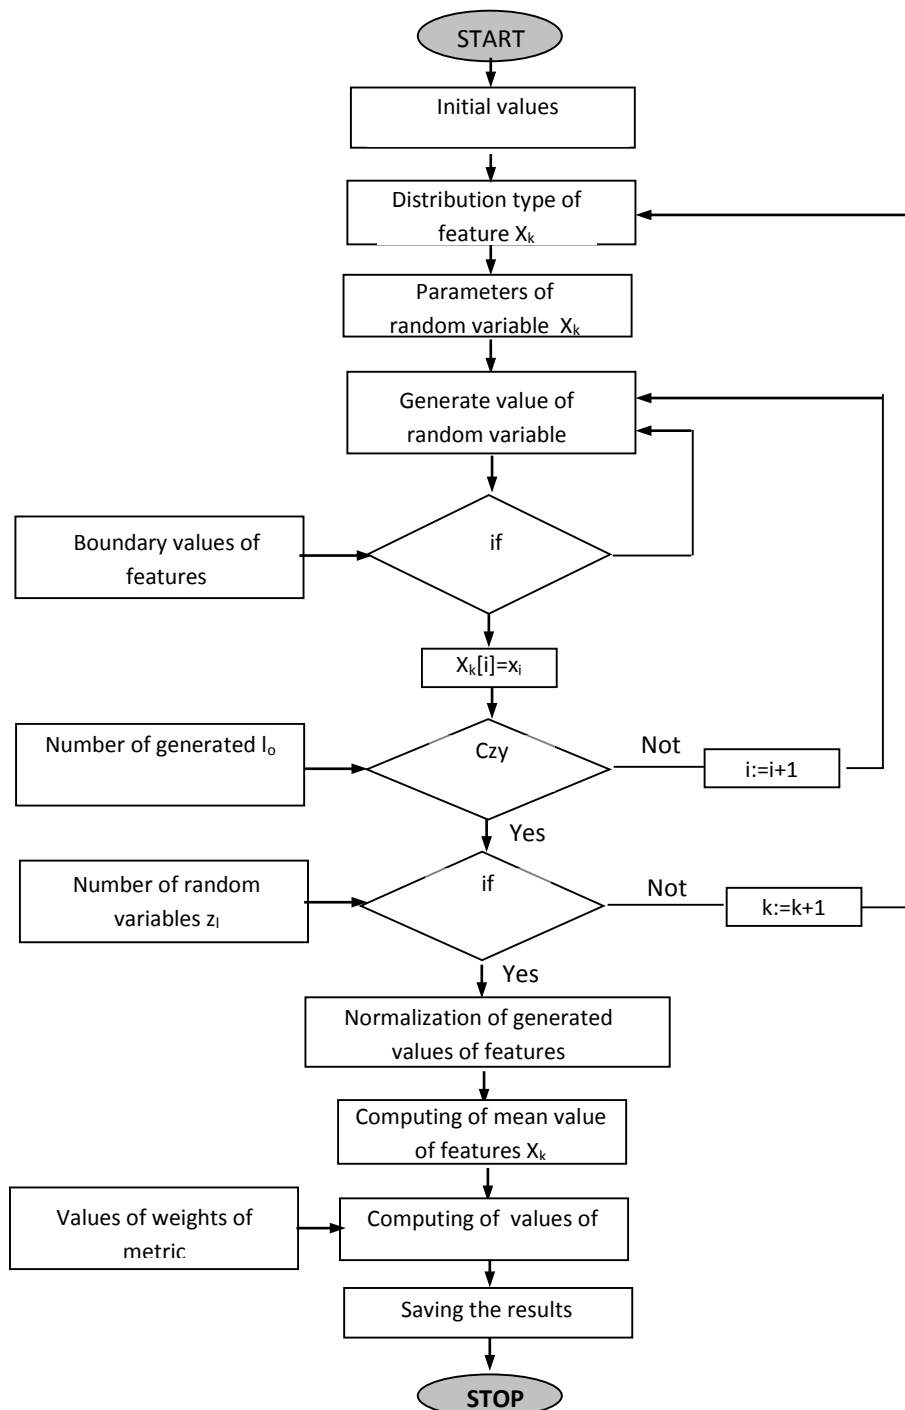 START
Initial values
Distribution type of
feature Xₖ
Parameters of
random variable Xₖ
Generate value of
random variable
Boundary values of
features
if
Xₖ[i]=xᵢ
Number of generated lₒ
Czy
Not
i:=i+1
Yes
Number of random
variables zₗ
if
Not
k:=k+1
Yes
Normalization of generated
values of features
Computing of mean value
of features Xₖ
Values of weights of
metric
Computing of values of
Saving the results
STOP